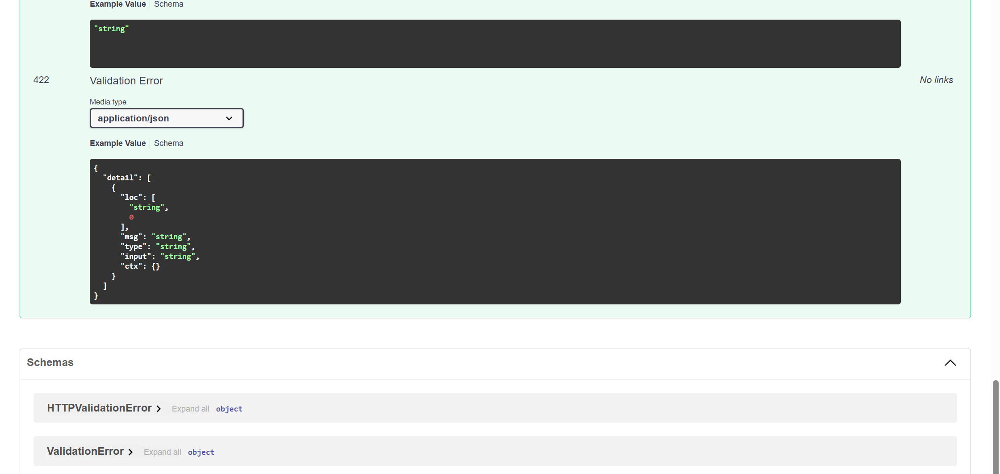 Example Value Schema
"string"
422 Validation Error No links
Media type
application/json
Example Value Schema
{
"detail": [
{
"loc": [
"string",
0
],
"msg": "string",
"type": "string",
"input": "string",
"ctx": {}
}
]
}
Schemas
HTTPValidationError Expand all object
ValidationError Expand all object